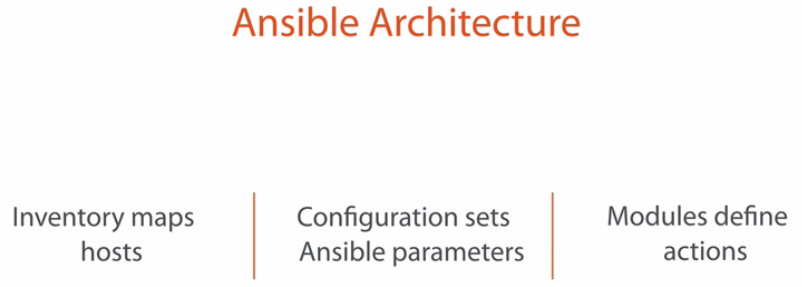 Ansible Architecture
Inventory maps
hosts
Configuration sets
Ansible parameters
Modules define
actions